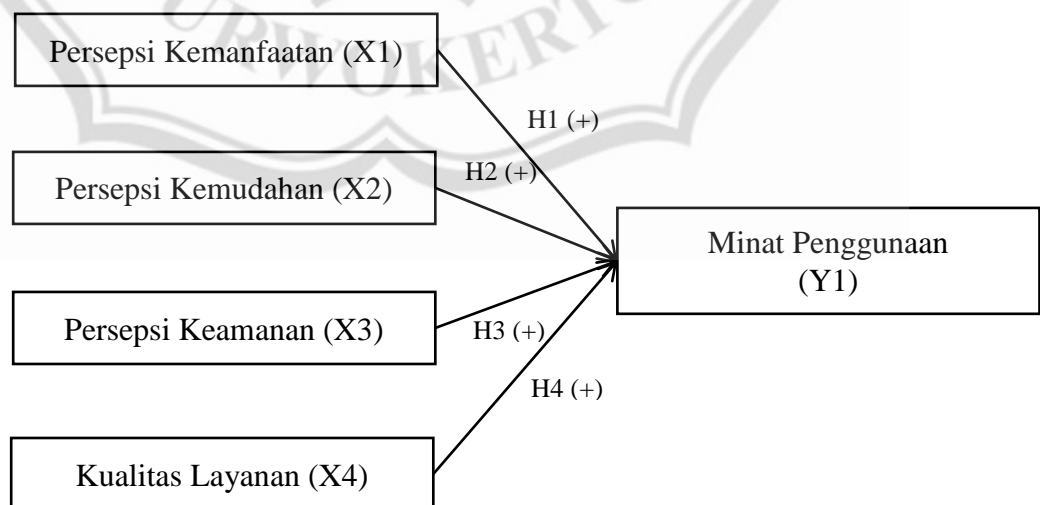 URWOKERTO
Persepsi Kemanfaatan (X1)
H1 (+)
Persepsi Kemudahan (X2)
H2 (+)
Minat Penggunaan
(Y1)
Persepsi Keamanan (X3)
H3 (+)
H4 (+)
Kualitas Layanan (X4)